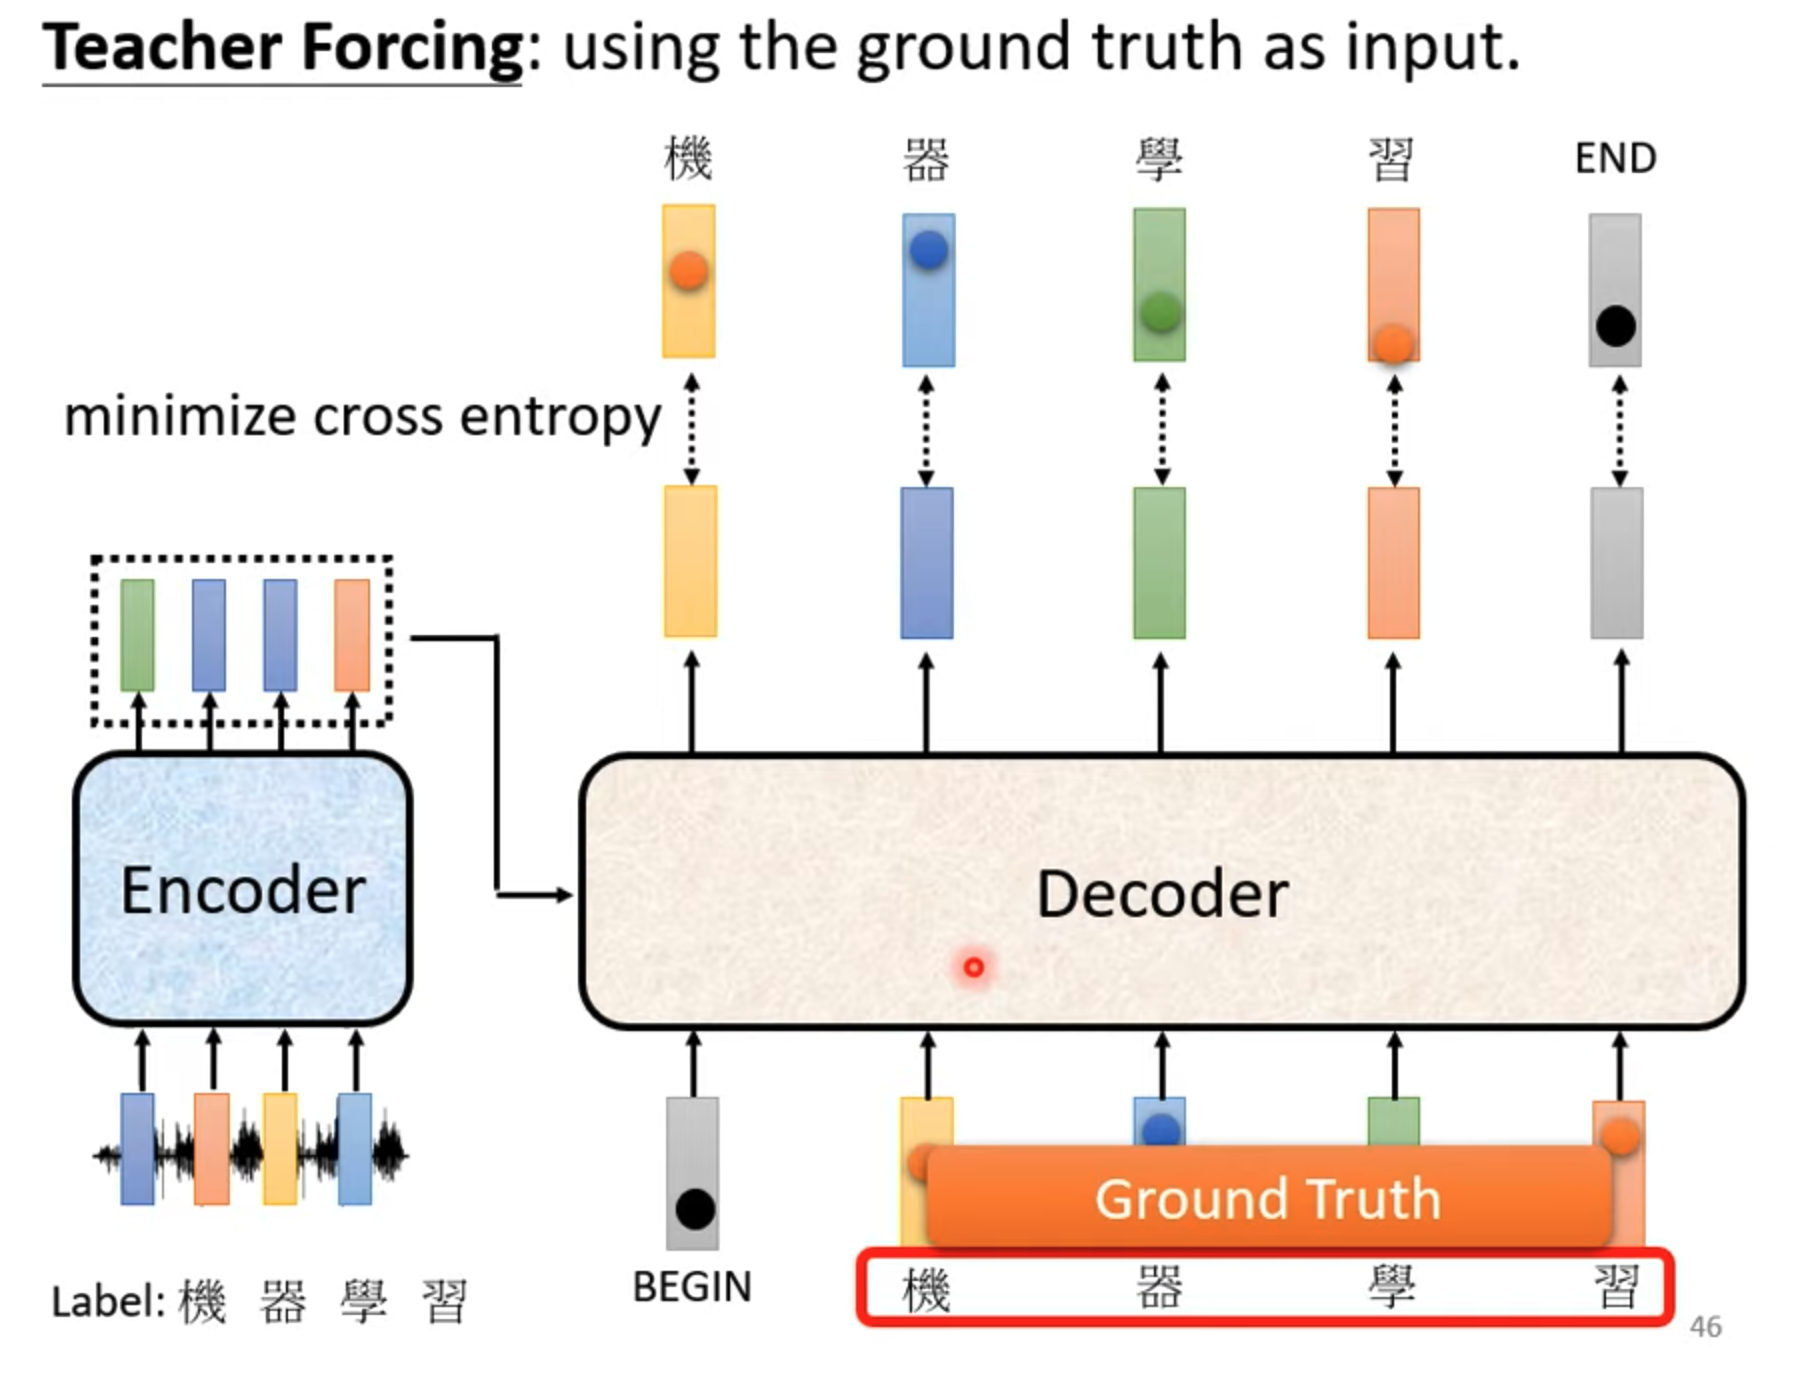 Teacher Forcing: using the ground truth as input.
機 器 學 習 END
minimize cross entropy
Encoder
Decoder
Ground Truth
BEGIN 機 器 學 習
Label: 機 器 學 習
46